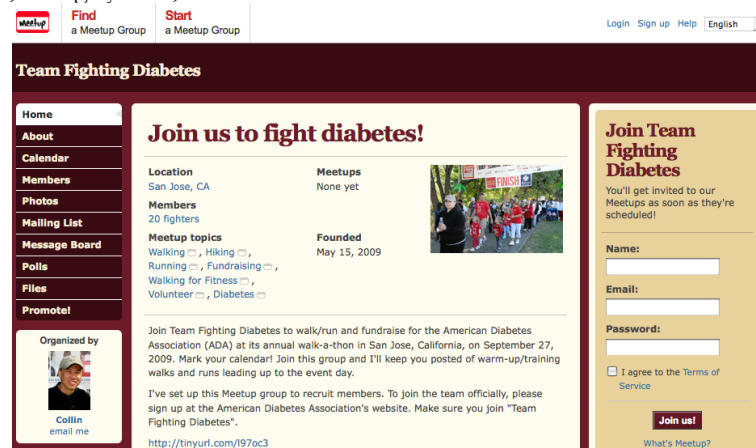 Meetup
Find
a Meetup Group
Start
a Meetup Group
Login Sign up Help English
Team Fighting Diabetes
Home
About
Calendar
Members
Photos
Mailing List
Message Board
Polls
Files
Promote!
Organized by
Collin
email me
Join us to fight diabetes!
Location
San Jose, CA
Members
20 fighters
Meetup topics
Walking , Hiking ,
Running , Fundraising ,
Walking for Fitness ,
Volunteer , Diabetes
Meetups
None yet
Founded
May 15, 2009
FINISH
Join Team Fighting Diabetes to walk/run and fundraise for the American Diabetes
Association (ADA) at its annual walk-a-thon in San Jose, California, on September 27,
2009. Mark your calendar! Join this group and I'll keep you posted of warm-up/training
walks and runs leading up to the event day.
I've set up this Meetup group to recruit members. To join the team officially, please
sign up at the American Diabetes Association's website. Make sure you join "Team
Fighting Diabetes".
http://tinyurl.com/l97oc3
Join Team
Fighting
Diabetes
You'll get invited to our
Meetups as soon as they're
scheduled!
Name:
Email:
Password:
I agree to the Terms of
Service
Join us!
What's Meetup?